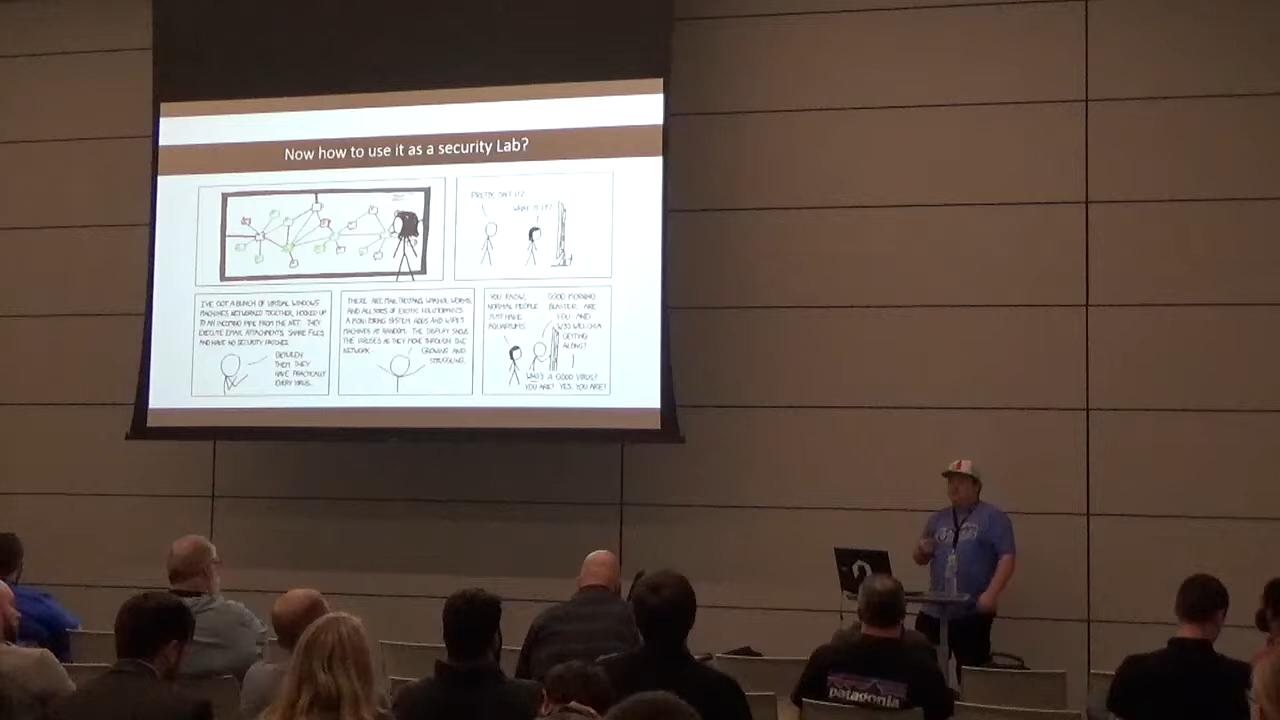 Now how to use it as a security Lab?
PRETTY, ISN'T IT?
WHAT IS IT?
I'VE GOT A BUNCH OF VIRTUAL WINDOWS
MACHINES NETWORKED TOGETHER, HOOKED UP
TO AN INCOMING PIPE FROM THE NET. THEY
EXECUTE EMAIL ATTACHMENTS, SHARE FILES,
AND HAVE NO SECURITY PATCHES.
BETWEEN
THEM THEY
HAVE PRACTICALLY
EVERY VIRUS.
THERE ARE MAIL TROJANS, WARHOL WORMS,
AND ALL SORTS OF EXOTIC POLYMORPHICS.
A MONITORING SYSTEM ADDS AND WIPES
MACHINES AT RANDOM. THE DISPLAY SHOWS
THE VIRUSES AS THEY MOVE THROUGH THE
NETWORK.
GROWING AND
STRUGGLING.
YOU KNOW,
NORMAL PEOPLE
JUST HAVE
AQUARIUMS.
GOOD MORNING,
BLASTER. ARE
YOU AND
W32.WELCHIA
GETTING
ALONG?
WHO'S A GOOD VIRUS?
YOU ARE! YES, YOU ARE!
patagonia